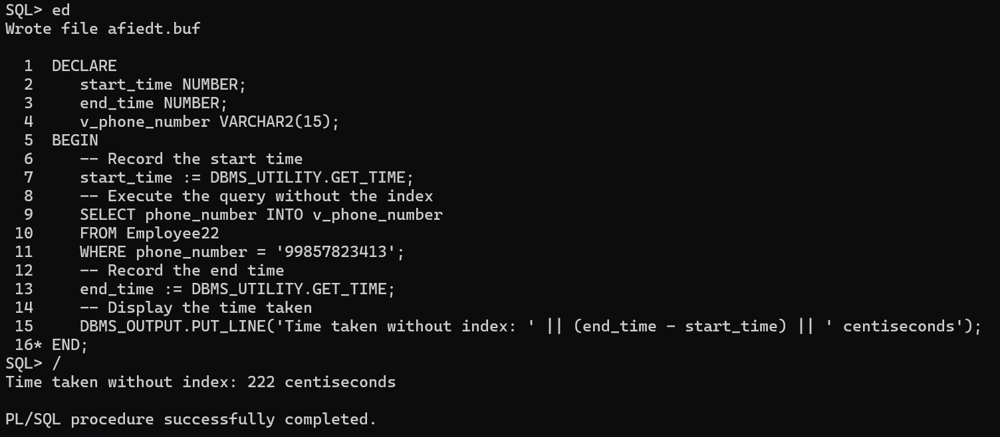 SQL> ed
Wrote file afiedt.buf
  1  DECLARE
  2     start_time NUMBER;
  3     end_time NUMBER;
  4     v_phone_number VARCHAR2(15);
  5  BEGIN
  6     -- Record the start time
  7     start_time := DBMS_UTILITY.GET_TIME;
  8     -- Execute the query without the index
  9     SELECT phone_number INTO v_phone_number
 10     FROM Employee22
 11     WHERE phone_number = '99857823413';
 12     -- Record the end time
 13     end_time := DBMS_UTILITY.GET_TIME;
 14     -- Display the time taken
 15     DBMS_OUTPUT.PUT_LINE('Time taken without index: ' || (end_time - start_time) || ' centiseconds');
 16* END;
SQL> /
Time taken without index: 222 centiseconds
PL/SQL procedure successfully completed.